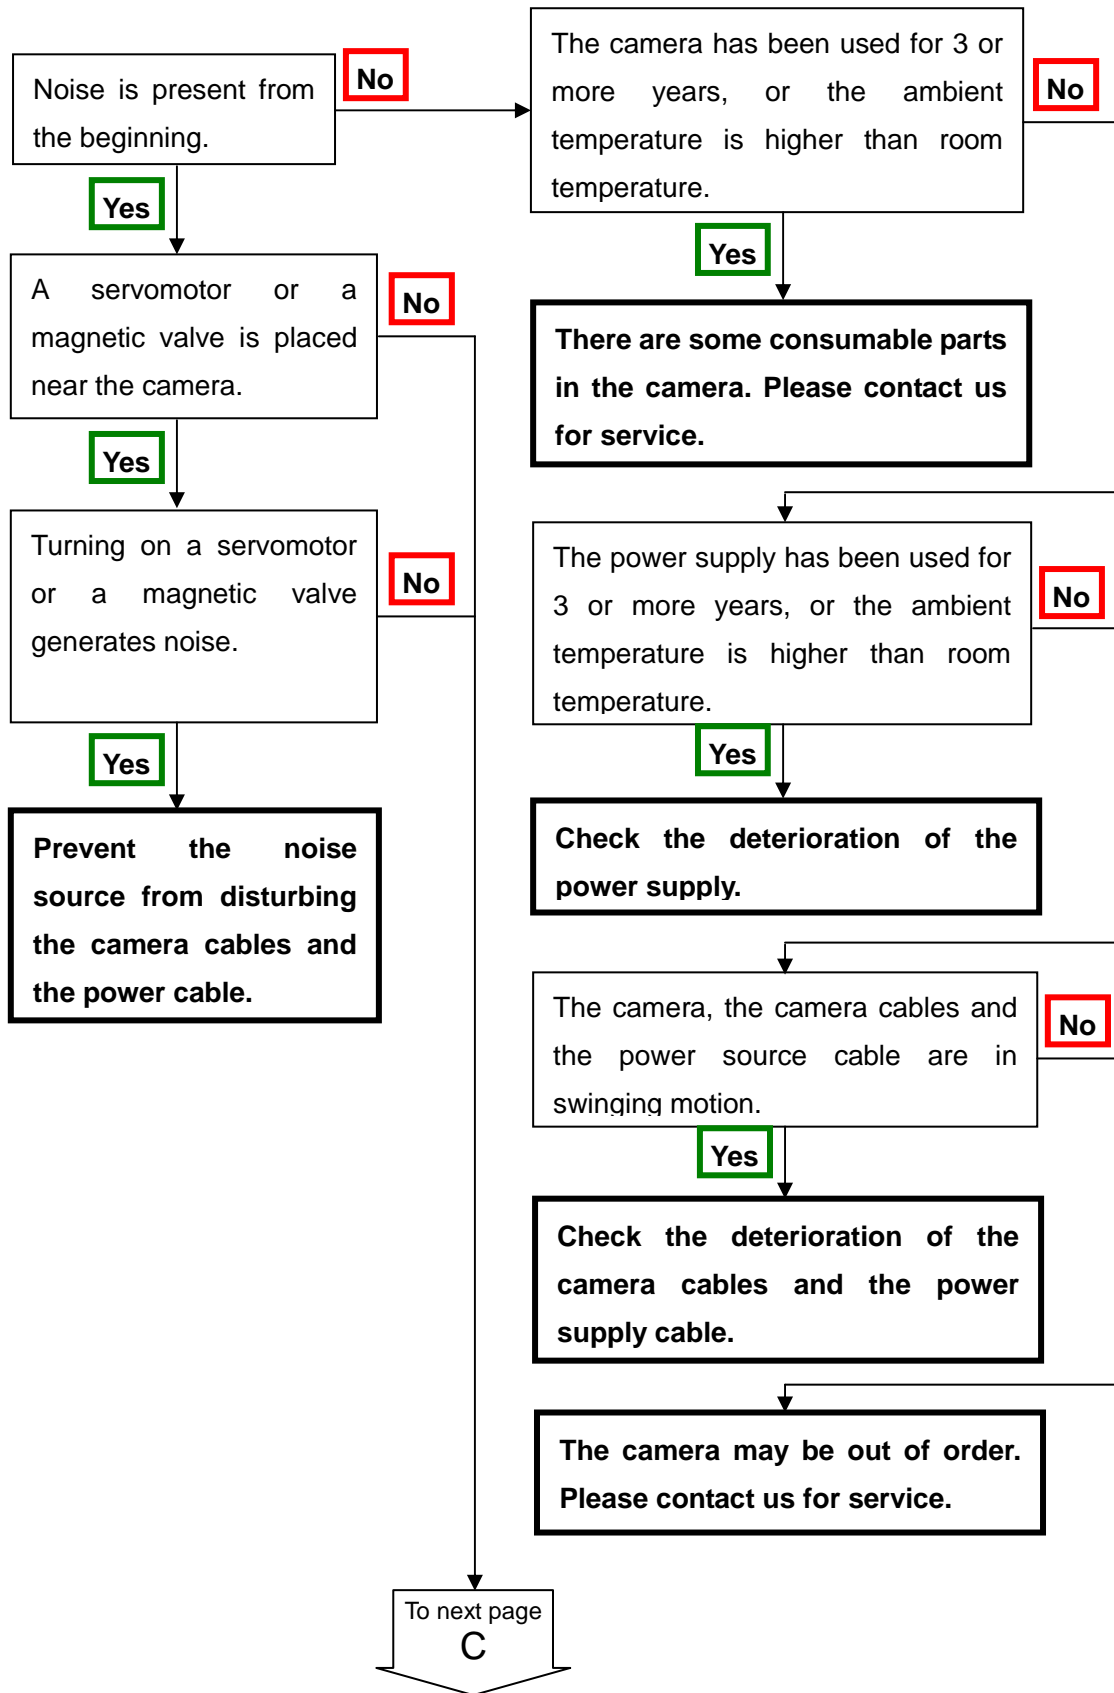 Noise is present from
the beginning.
No
Yes
A servomotor or a
magnetic valve is placed
near the camera.
No
Yes
Turning on a servomotor
or a magnetic valve
generates noise.
No
Yes
Prevent the noise
source from disturbing
the camera cables and
the power cable.
The camera has been used for 3 or
more years, or the ambient
temperature is higher than room
temperature.
No
Yes
There are some consumable parts
in the camera. Please contact us
for service.
The power supply has been used for
3 or more years, or the ambient
temperature is higher than room
temperature.
No
Yes
Check the deterioration of the
power supply.
The camera, the camera cables and
the power source cable are in
swinging motion.
No
Yes
Check the deterioration of the
camera cables and the power
supply cable.
The camera may be out of order.
Please contact us for service.
To next page
C